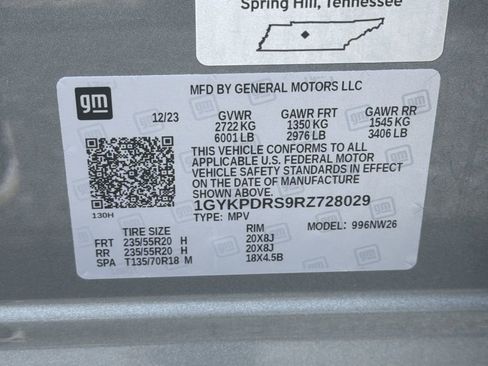 Spring Hill, Tennessee
gm
MFD BY GENERAL MOTORS LLC
12/23 GVWR GAWR FRT GAWR RR
2722 KG 1350 KG 1545 KG
6001 LB 2976 LB 3406 LB
THIS VEHICLE CONFORMS TO ALL
APPLICABLE U.S. FEDERAL MOTOR
VEHICLE SAFETY STANDARDS IN EFFECT
ON THE DATE OF MANUFACTURE
SHOWN ABOVE.
1GYKPDRS9RZ728029
130H TYPE: MPV
TIRE SIZE RIM MODEL: 996NW26
FRT 235/55R20 H 20X8J
RR 235/55R20 H 20X8J
SPA T135/70R18 M 18X4.5B